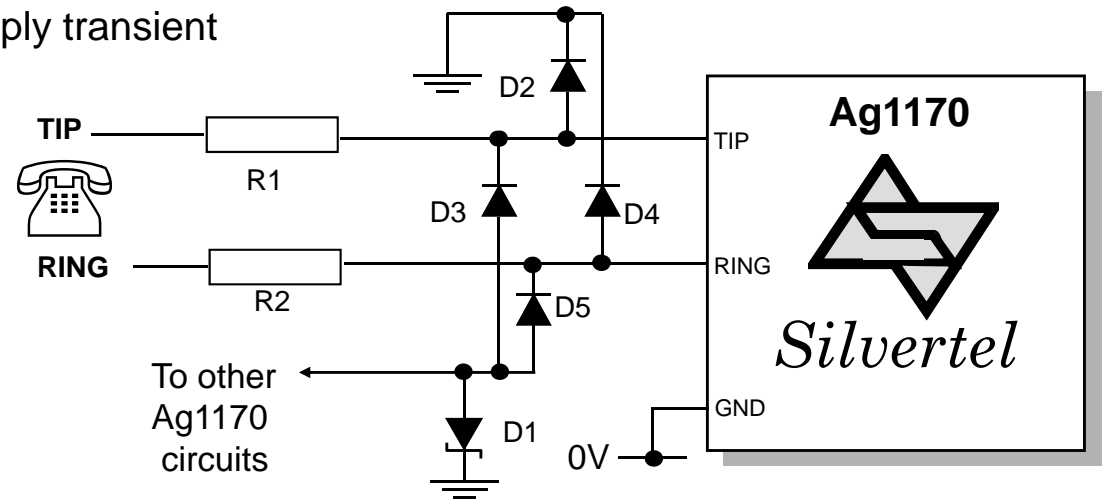 ply transient
D2
Ag1170
TIP
TIP
R1
D3
D4
RING
RING
R2
D5
Silvertel
To other
Ag1170
circuits
GND
D1
0V